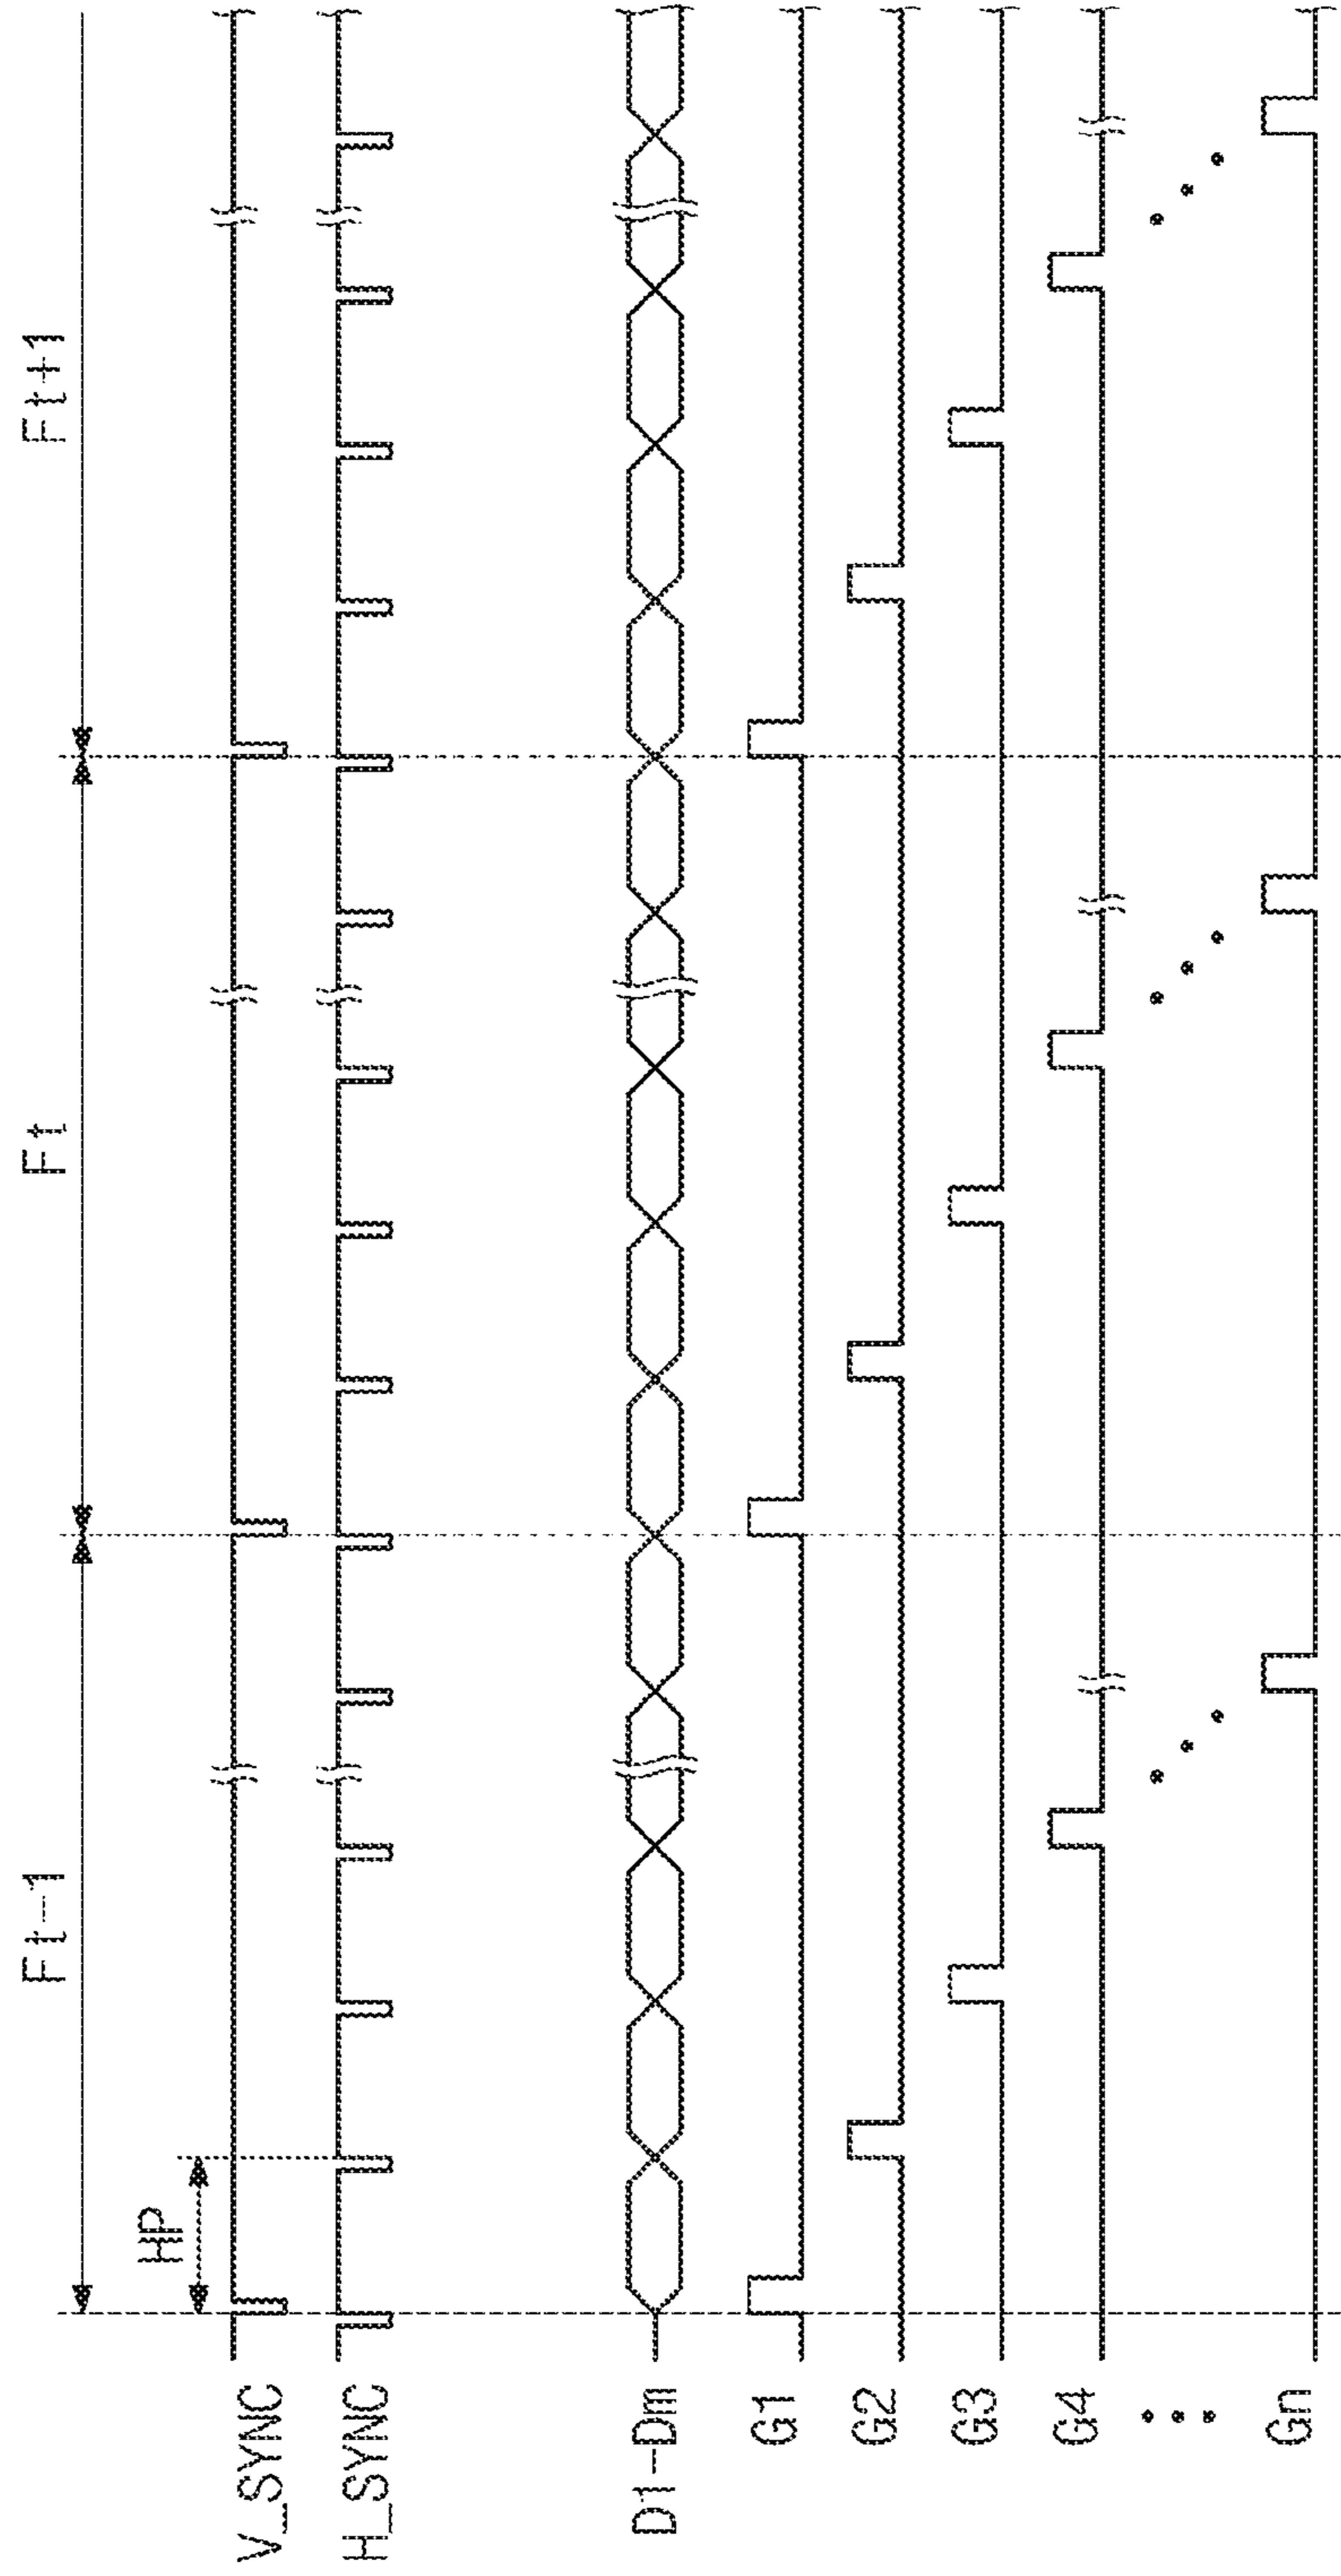 Ft-1
Ft
Ft+1
HP
V_SYNC
H_SYNC
D1-Dm
G1
G2
G3
G4
Gn